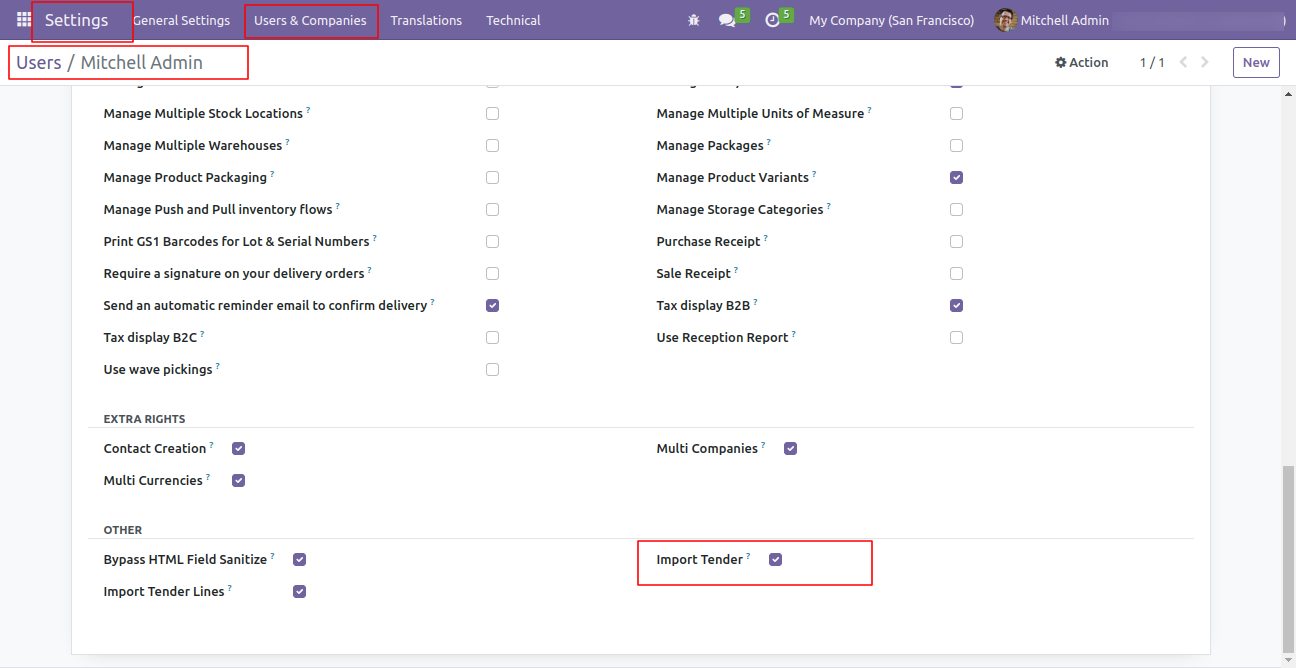 Settings General Settings Users & Companies Translations Technical 5 5 My Company (San Francisco) Mitchell Admin
Users / Mitchell Admin Action 1 / 1 New
Manage Multiple Stock Locations ? Manage Multiple Units of Measure ?
Manage Multiple Warehouses ? Manage Packages ?
Manage Product Packaging ? Manage Product Variants ?
Manage Push and Pull inventory flows ? Manage Storage Categories ?
Print GS1 Barcodes for Lot & Serial Numbers ? Purchase Receipt ?
Require a signature on your delivery orders ? Sale Receipt ?
Send an automatic reminder email to confirm delivery ? Tax display B2B ?
Tax display B2C ? Use Reception Report ?
Use wave pickings ?
EXTRA RIGHTS
Contact Creation ? Multi Companies ?
Multi Currencies ?
OTHER
Bypass HTML Field Sanitize ? Import Tender ?
Import Tender Lines ?